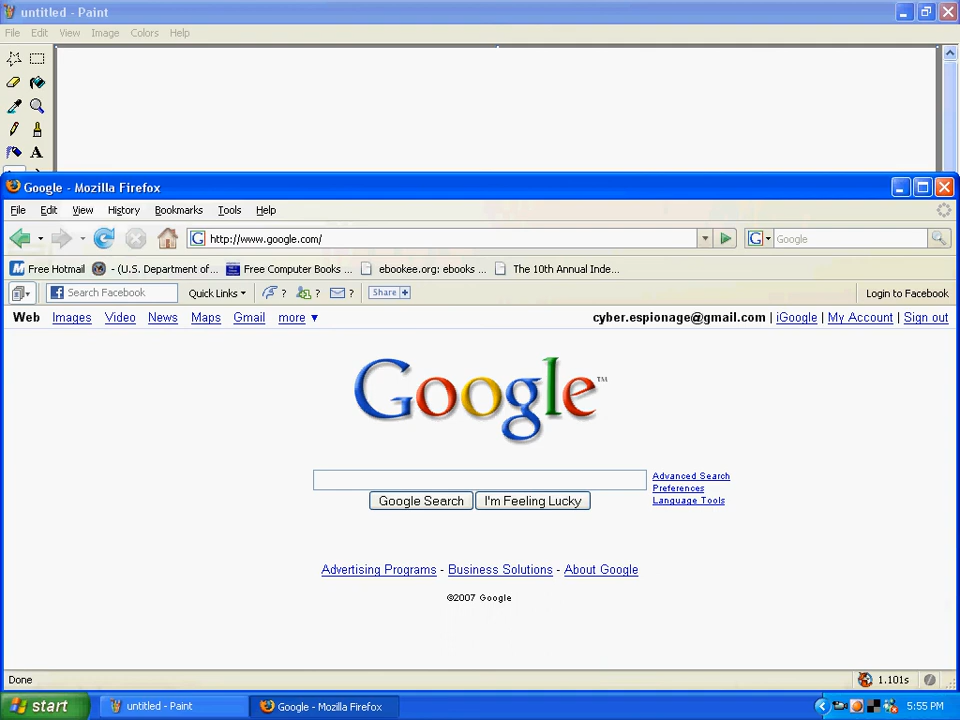 untitled - Paint
File Edit View Image Colors Help
A
Google - Mozilla Firefox
File Edit View History Bookmarks Tools Help
G http://www.google.com/ G Google
M Free Hotmail - (U.S. Department of... Free Computer Books ... ebookee.org: ebooks ... The 10th Annual Inde...
f Search Facebook Quick Links ? ? ? Share + Login to Facebook
Web Images Video News Maps Gmail more ▼ cyber.espionage@gmail.com | iGoogle | My Account | Sign out
Google™
Advanced Search
Preferences
Language Tools
Google Search I'm Feeling Lucky
Advertising Programs - Business Solutions - About Google
©2007 Google
Done 1.101s
start untitled - Paint Google - Mozilla Firefox 5:55 PM